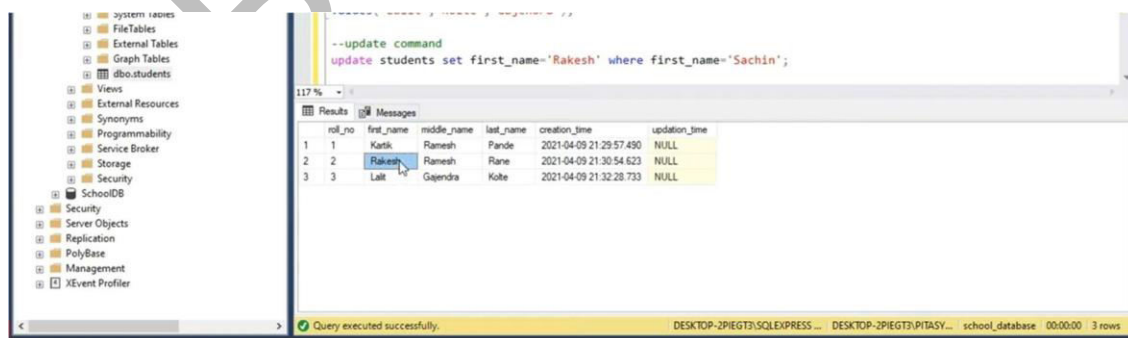 System Tables
FileTables
External Tables
Graph Tables
dbo.students
Views
External Resources
Synonyms
Programmability
Service Broker
Storage
Security
SchoolDB
Security
Server Objects
Replication
PolyBase
Management
XEvent Profiler
--update command
update students set first_name='Rakesh' where first_name='Sachin';
117 %
Results Messages
roll_no first_name middle_name last_name creation_time updation_time
1 1 Kartik Ramesh Pande 2021-04-09 21:29:57.490 NULL
2 2 Rakesh Ramesh Rane 2021-04-09 21:30:54.623 NULL
3 3 Lalit Gajendra Kolte 2021-04-09 21:32:28.733 NULL
Query executed successfully. DESKTOP-2PIEGT3\SQLEXPRESS ... DESKTOP-2PIEGT3\PITASY... school_database 00:00:00 3 rows